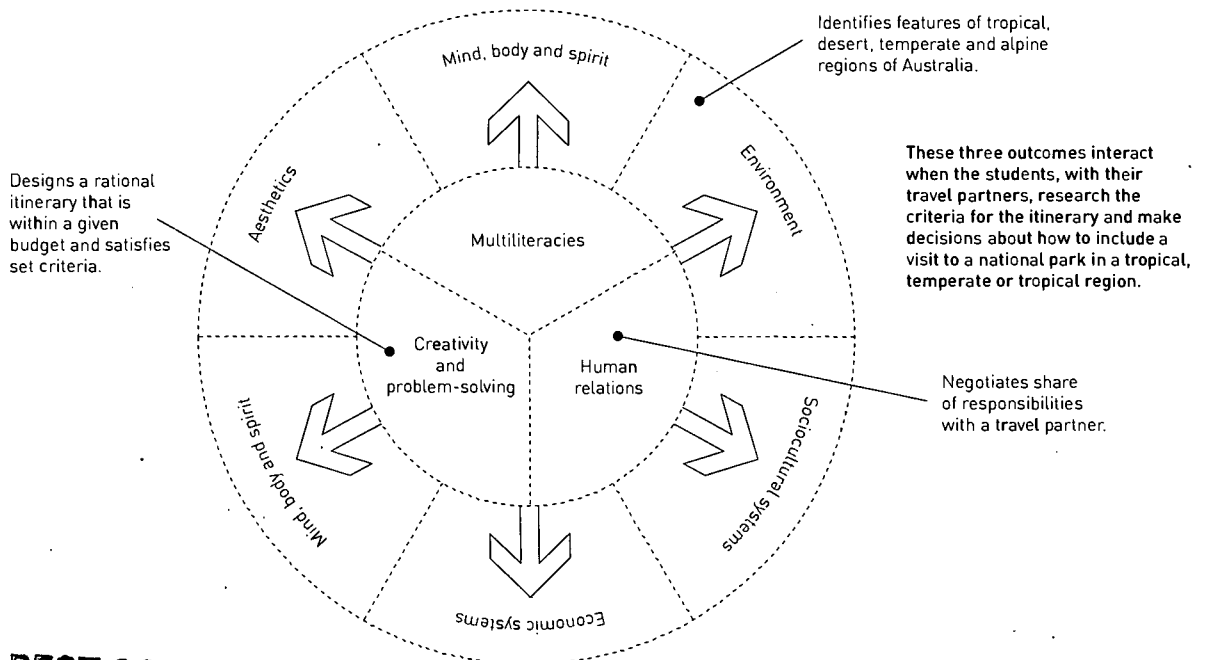 Mind, body and spirit
Identifies features of tropical,
desert, temperate and alpine
regions of Australia.
Aesthetics
Environment
These three outcomes interact
when the students, with their
travel partners, research the
criteria for the itinerary and make
decisions about how to include a
visit to a national park in a tropical,
temperate or tropical region.
Designs a rational
itinerary that is
within a given
budget and satisfies
set criteria.
Multiliteracies
Creativity
and
problem-solving
Human
relations
Negotiates share
of responsibilities
with a travel partner.
Mind, body and spirit
Sociocultural systems
Economic systems